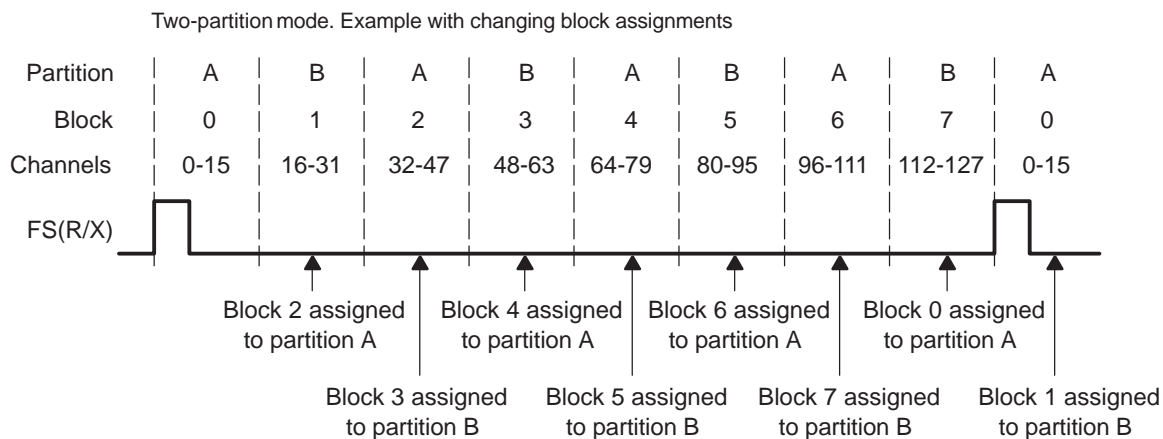 Two-partition mode. Example with changing block assignments
Partition A B A B A B A B A
Block 0 1 2 3 4 5 6 7 0
Channels 0-15 16-31 32-47 48-63 64-79 80-95 96-111 112-127 0-15
FS(R/X)
Block 2 assigned Block 4 assigned Block 6 assigned Block 0 assigned
to partition A to partition A to partition A to partition A
Block 3 assigned Block 5 assigned Block 7 assigned Block 1 assigned
to partition B to partition B to partition B to partition B